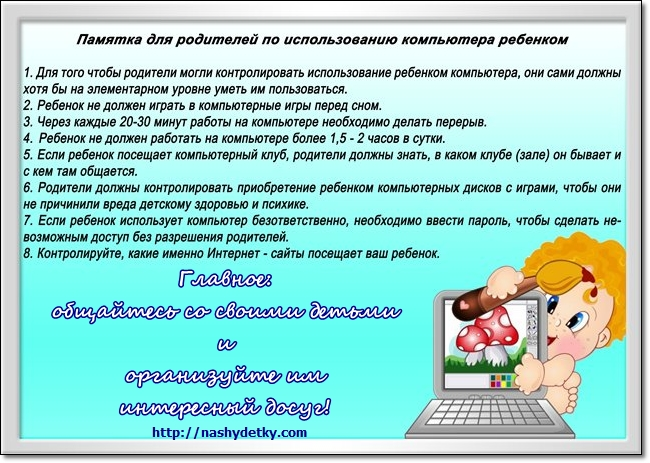 Памятка для родителей по использованию компьютера ребенком
1. Для того чтобы родители могли контролировать использование ребенком компьютера, они сами должны
хотя бы на элементарном уровне уметь им пользоваться.
2. Ребенок не должен играть в компьютерные игры перед сном.
3. Через каждые 20-30 минут работы на компьютере необходимо делать перерыв.
4. Ребенок не должен работать на компьютере более 1,5 - 2 часов в сутки.
5. Если ребенок посещает компьютерный клуб, родители должны знать, в каком клубе (зале) он бывает и
с кем там общается.
6. Родители должны контролировать приобретение ребенком компьютерных дисков с играми, чтобы они
не причинили вреда детскому здоровью и психике.
7. Если ребенок использует компьютер безответственно, необходимо ввести пароль, чтобы сделать не-
возможным доступ без разрешения родителей.
8. Контролируйте, какие именно Интернет - сайты посещает ваш ребенок.
Главное:
общайтесь со своими детьми
и
организуйте им
интересный досуг!
http://nashydetky.com